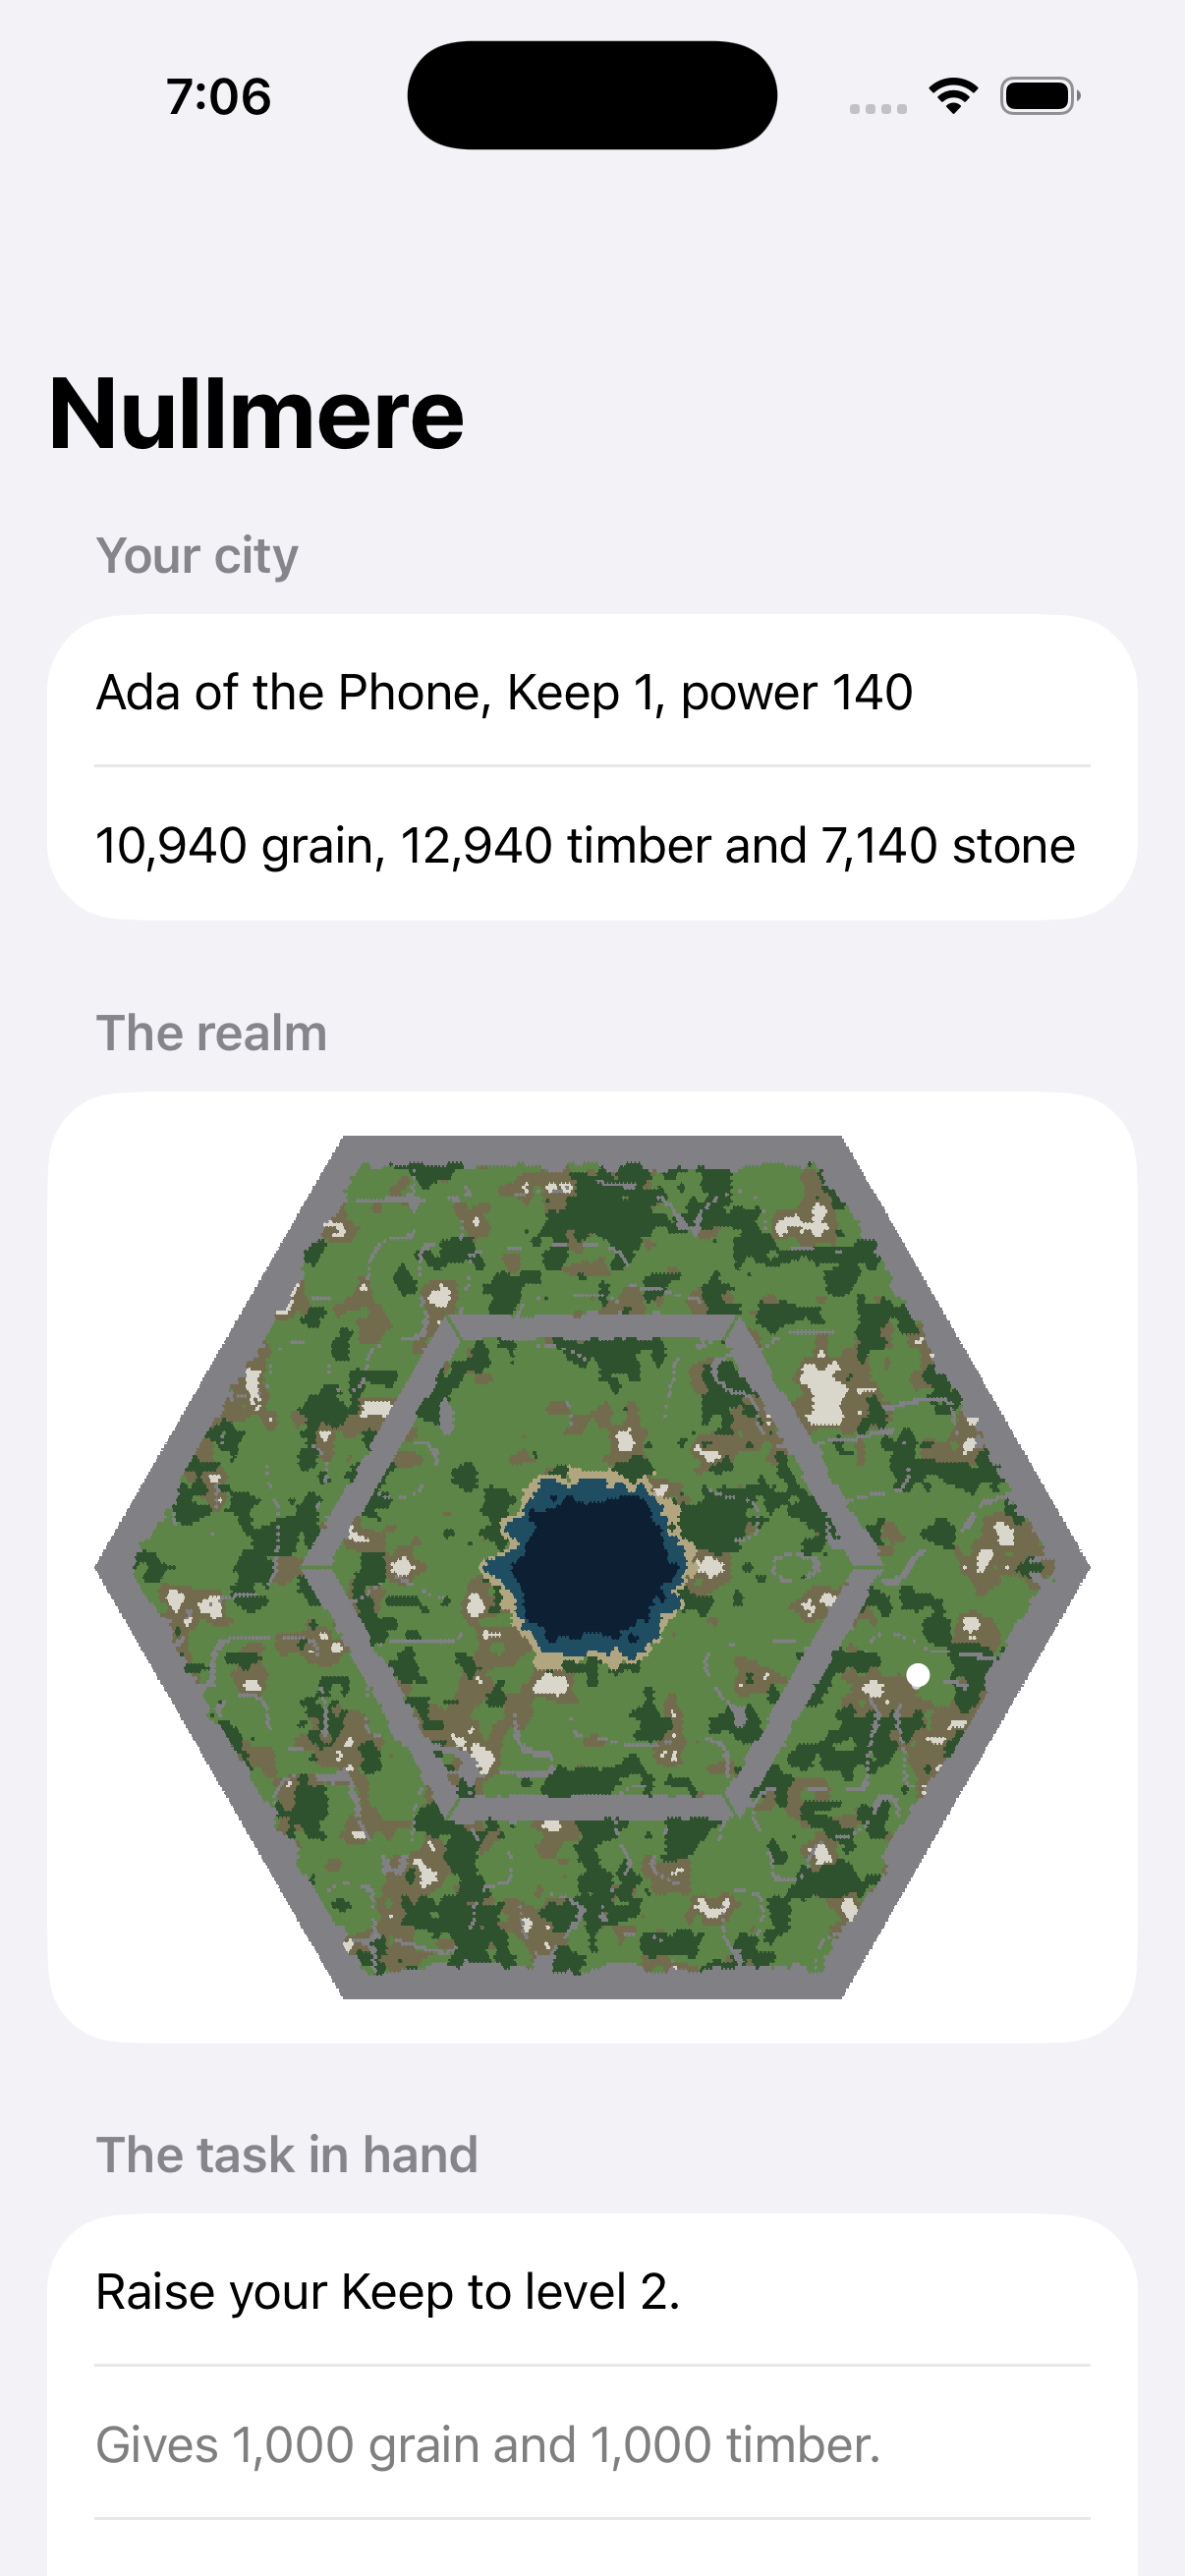 7:06
Nullmere
Your city
Ada of the Phone, Keep 1, power 140
10,940 grain, 12,940 timber and 7,140 stone
The realm
The task in hand
Raise your Keep to level 2.
Gives 1,000 grain and 1,000 timber.